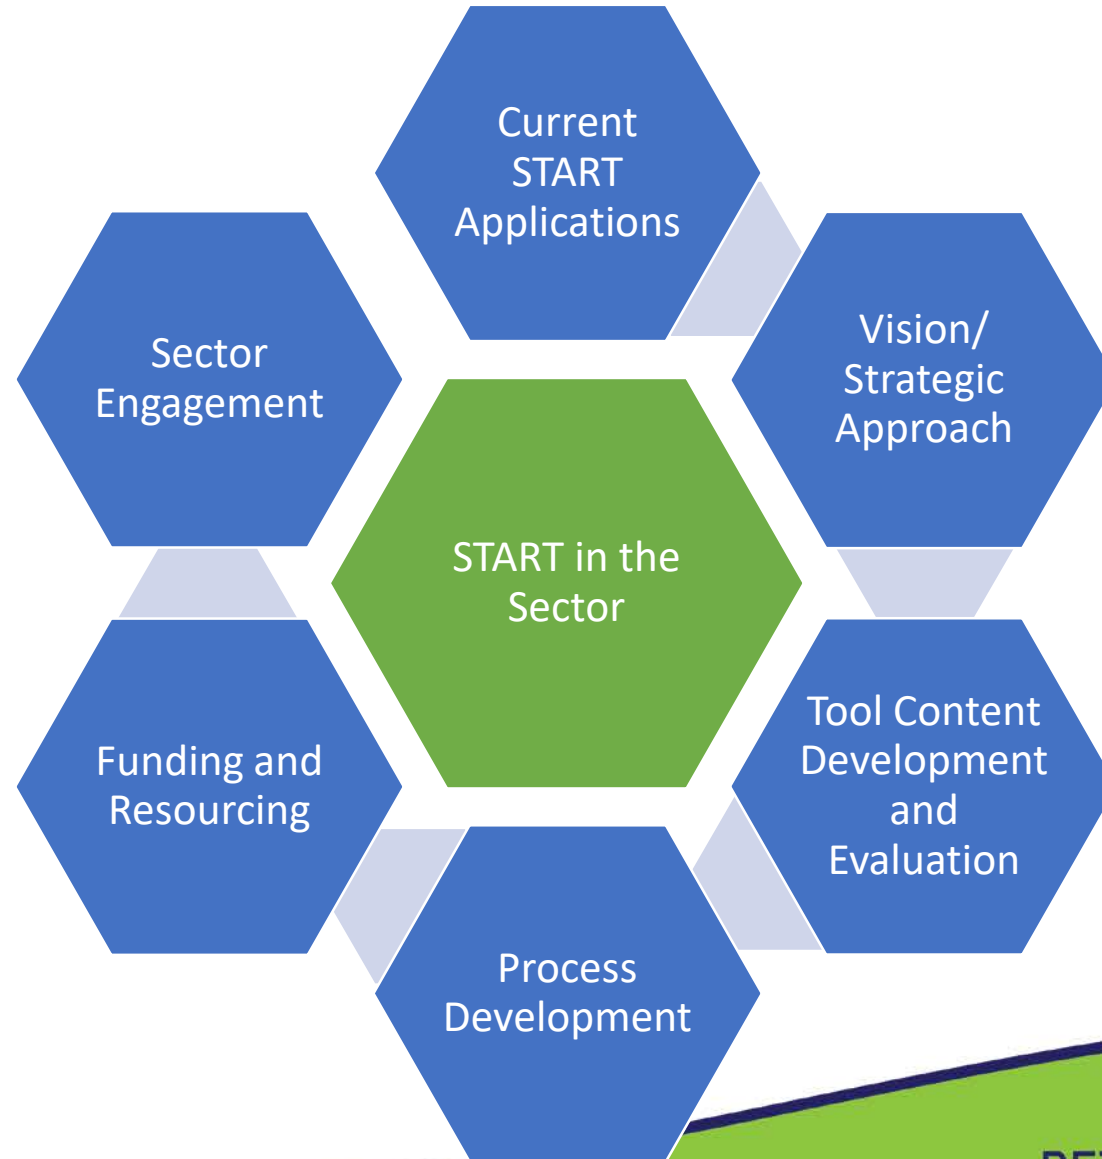 Current
START
Applications
Vision/
Strategic
Approach
Tool Content
Development
and
Evaluation
Process
Development
Funding and
Resourcing
Sector
Engagement
START in the
Sector